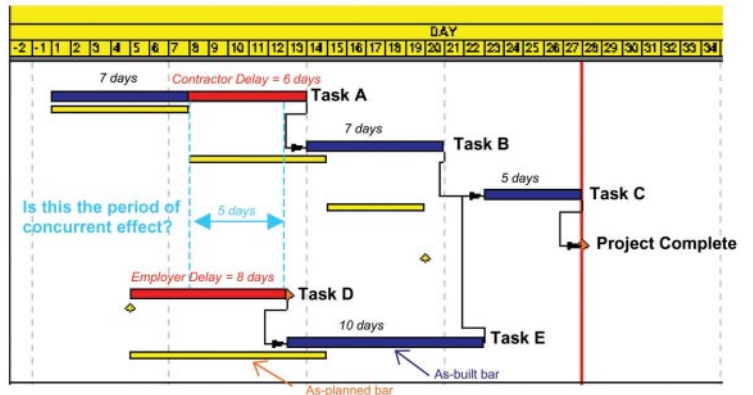 DAY
-2 -1 1 2 3 4 5 6 7 8 9 10 11 12 13 14 15 16 17 18 19 20 21 22 23 24 25 26 27 28 29 30 31 32 33 34
7 days Contractor Delay = 6 days
Task A
7 days
Task B
5 days
Task C
Is this the period of
concurrent effect?
5 days
Project Complete
Employer Delay = 8 days
Task D
10 days
Task E
As-built bar
As-planned bar